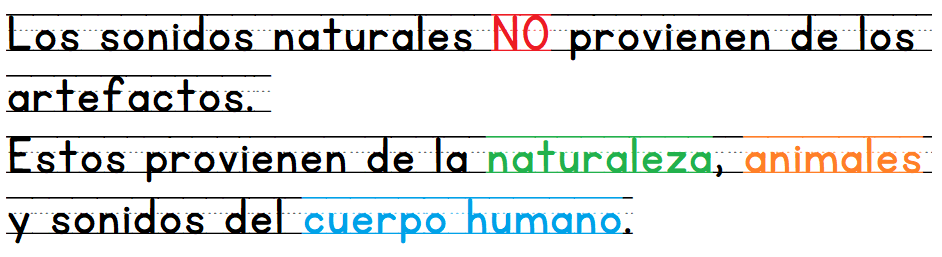 Los sonidos naturales NO provienen de los
artefactos.
Estos provienen de la naturaleza, animales
y sonidos del cuerpo humano.